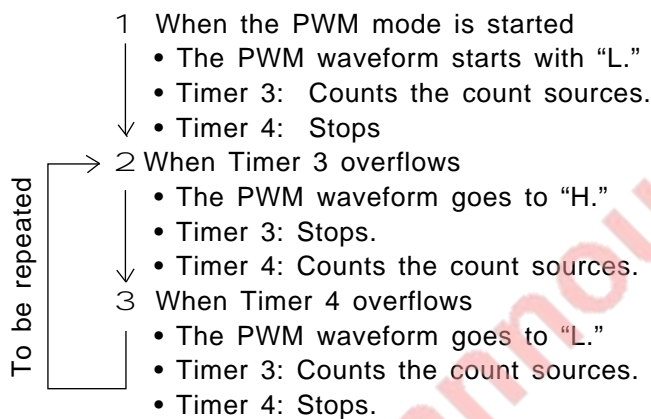 1 When the PWM mode is started
• The PWM waveform starts with “L.”
• Timer 3: Counts the count sources.
• Timer 4: Stops
2 When Timer 3 overflows
• The PWM waveform goes to “H.”
• Timer 3: Stops.
• Timer 4: Counts the count sources.
3 When Timer 4 overflows
• The PWM waveform goes to “L.”
• Timer 3: Counts the count sources.
• Timer 4: Stops.
To be repeated